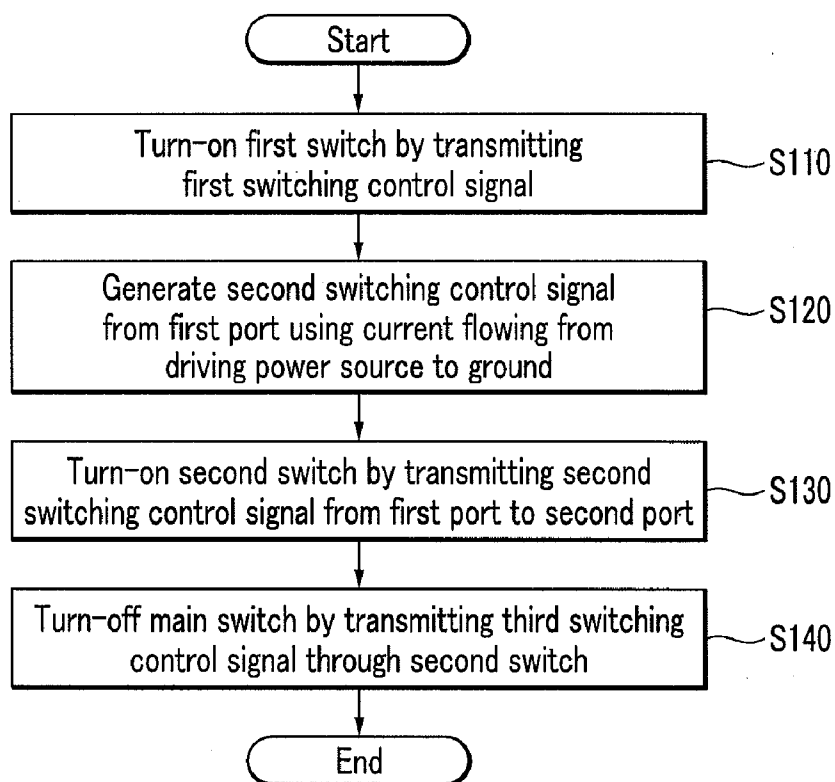 Start
Turn-on first switch by transmitting
first switching control signal
S110
Generate second switching control signal
from first port using current flowing from
driving power source to ground
S120
Turn-on second switch by transmitting second
switching control signal from first port to second port
S130
Turn-off main switch by transmitting third switching
control signal through second switch
S140
End